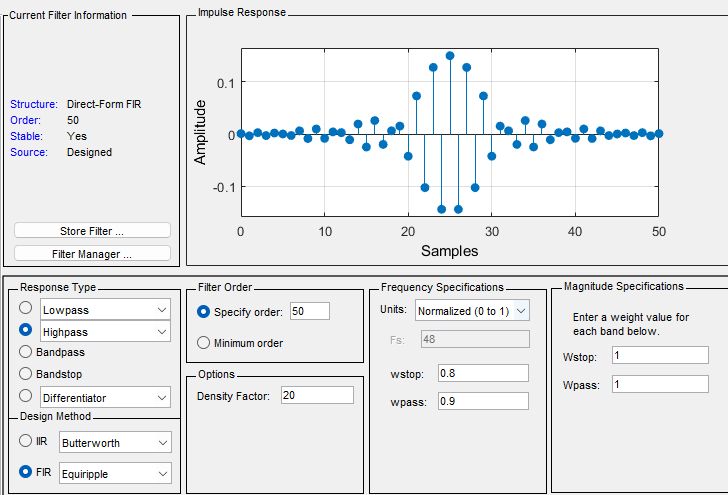 Current Filter Information
Structure: Direct-Form FIR
Order: 50
Stable: Yes
Source: Designed
Store Filter ...
Filter Manager ...
Impulse Response
Amplitude
0.1
0
-0.1
0 10 20 30 40 50
Samples
Response Type
Lowpass
Highpass
Bandpass
Bandstop
Differentiator
Design Method
IIR Butterworth
FIR Equiripple
Filter Order
Specify order: 50
Minimum order
Options
Density Factor: 20
Frequency Specifications
Units: Normalized (0 to 1)
Fs: 48
wstop: 0.8
wpass: 0.9
Magnitude Specifications
Enter a weight value for
each band below.
Wstop: 1
Wpass: 1